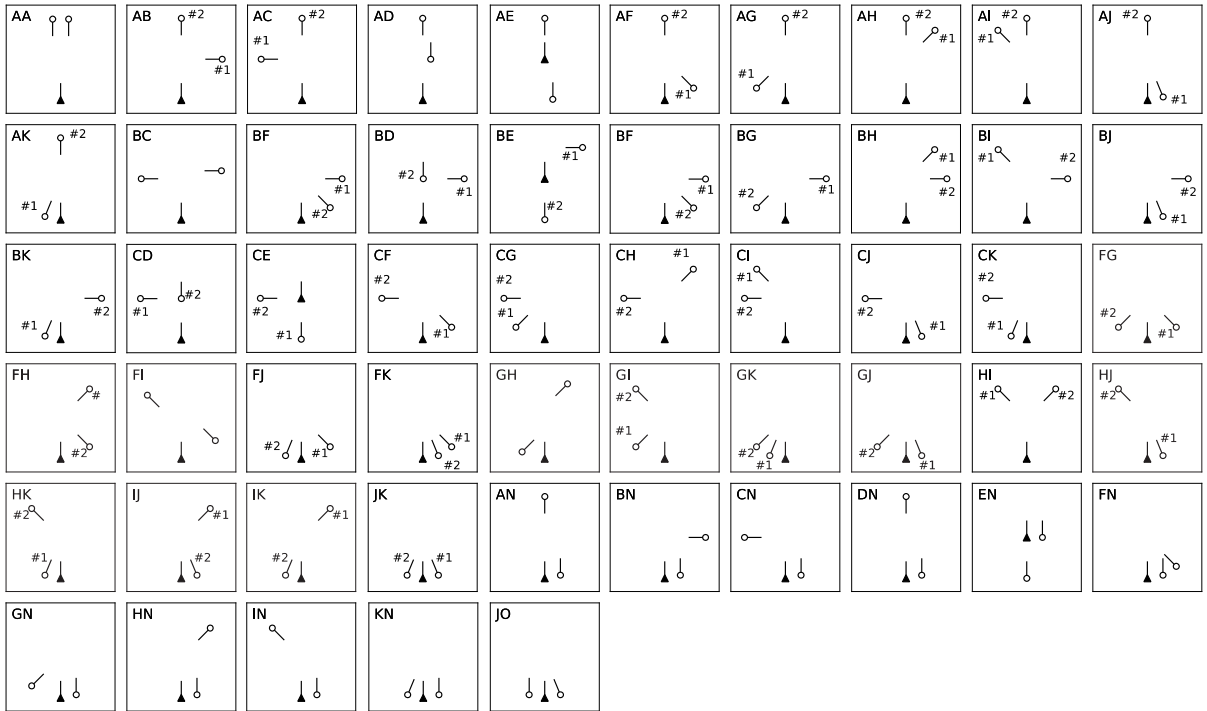 AA
AB #2
#1
AC #2
#1
AD
AE
AF #2
#1
AG #2
#1
AH #2
#1
AI #2
#1
AJ #2
#1
AK #2
#1
BC
BF
#1
#2
BD
#2 #1
BE
#1
#2
BF
#1
#2
BG
#1
#2
BH
#1
#2
BI
#1 #2
BJ
#2
#1
BK
#2
#1
CD
#2
#1
CE
#2
#1
CF
#2
#1
CG
#2
#1
CH #1
#2
CI
#1
#2
CJ
#2
#1
CK
#2
#1
FG
#2
#1
FH
#
#2
FI
FJ
#2 #1
FK
#1
#2
GH
GI
#2
#1
GK
#2
#1
GJ
#2
#1
HI
#1 #2
HJ
#2
#1
HK
#2
#1
IJ
#1
#2
IK
#1
#2
JK
#2 #1
AN
BN
CN
DN
EN
FN
GN
HN
IN
KN
JO